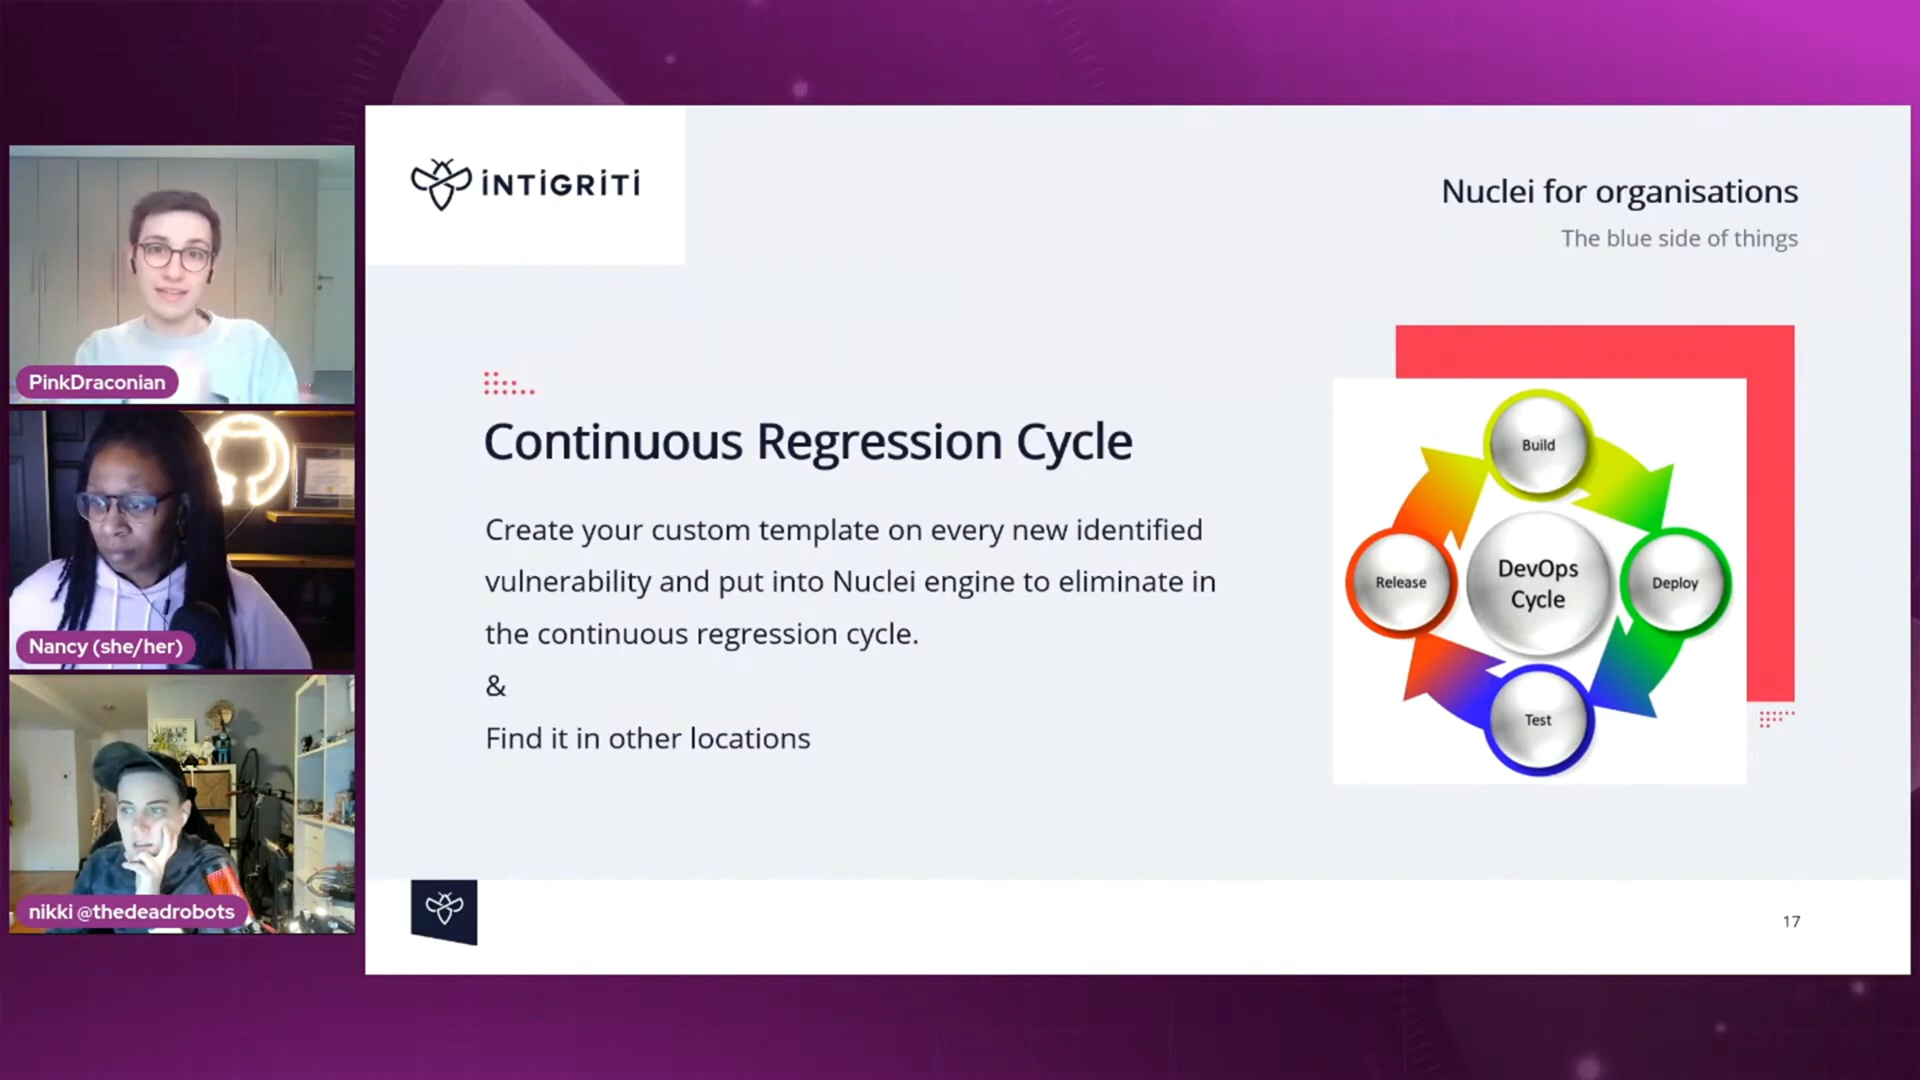 INTIGRITI
Nuclei for organisations
The blue side of things
PinkDraconian
Nancy (she/her)
nikki @thedeadrobots
Continuous Regression Cycle
Create your custom template on every new identified
vulnerability and put into Nuclei engine to eliminate in
the continuous regression cycle.
&
Find it in other locations
Build
Release
DevOps
Cycle
Deploy
Test
17